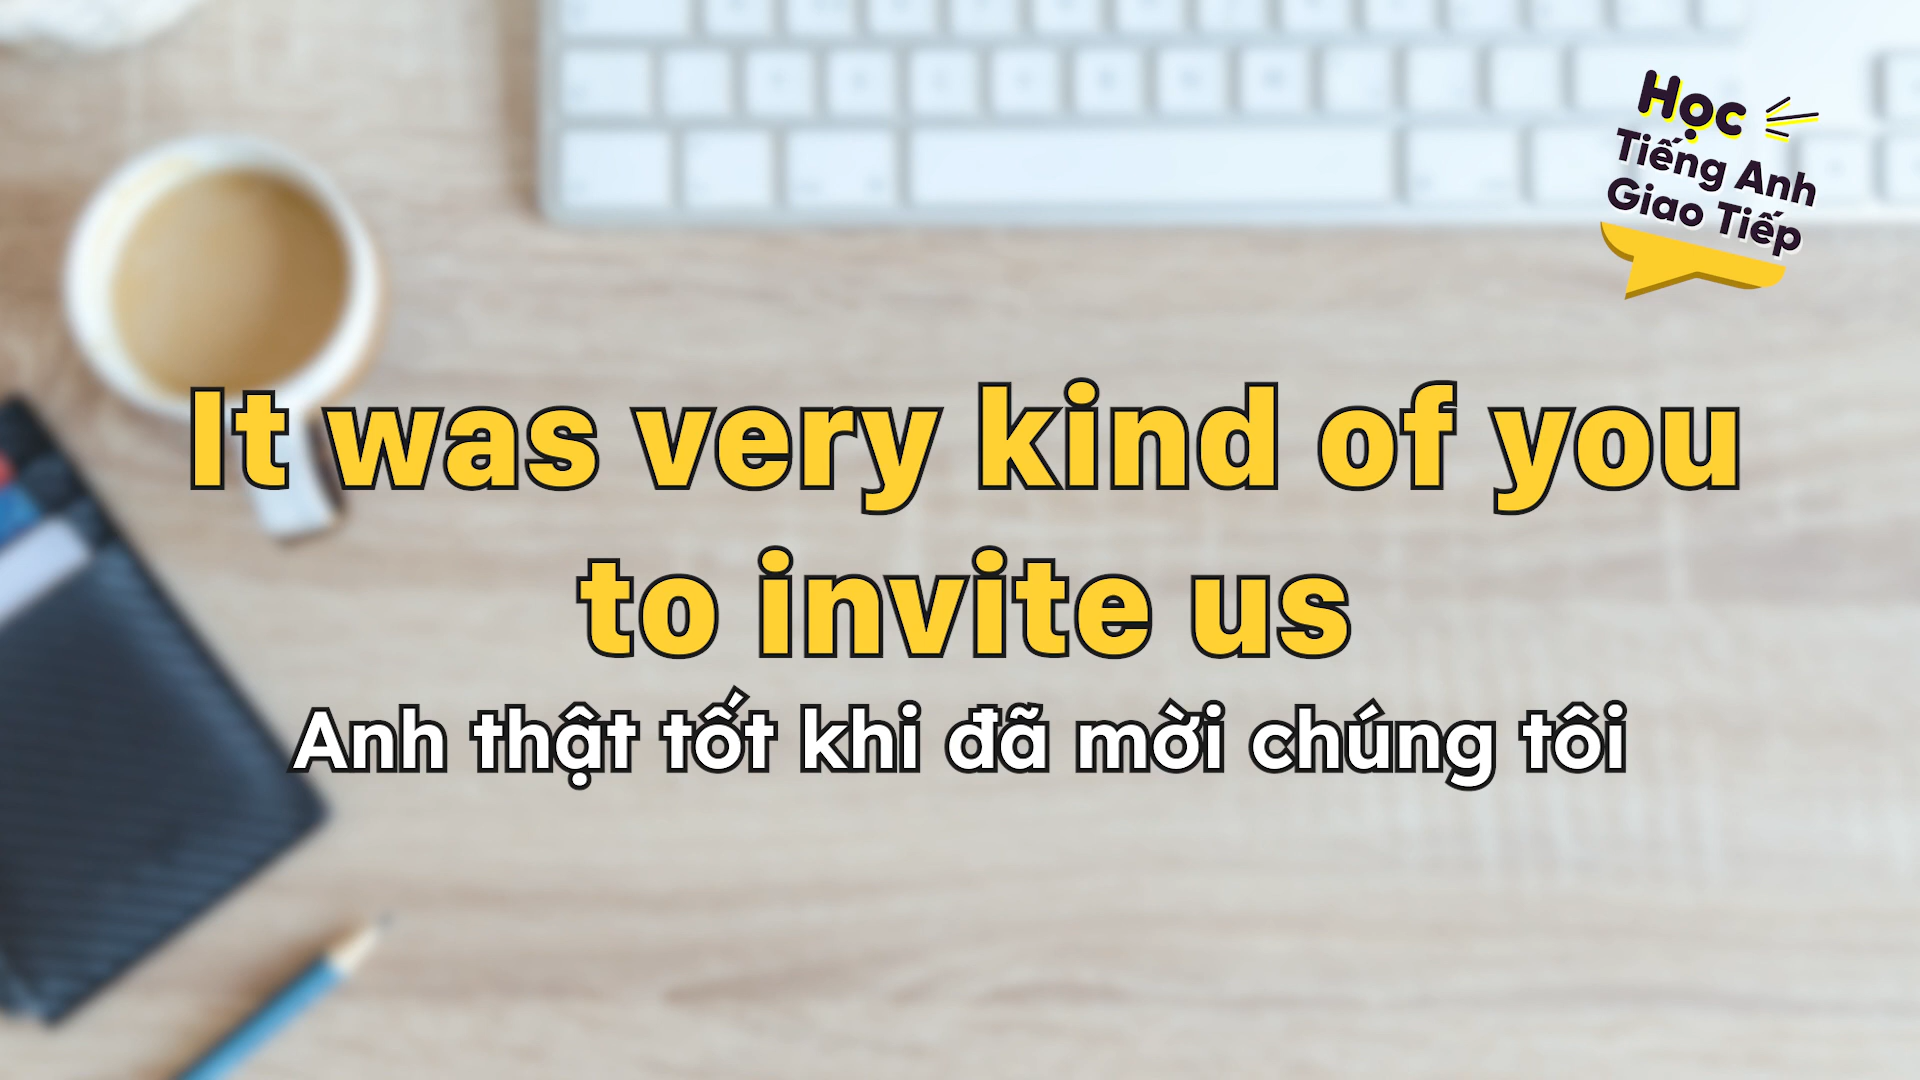 Học
Tiếng Anh
Giao Tiếp
It was very kind of you
to invite us
Anh thật tốt khi đã mời chúng tôi